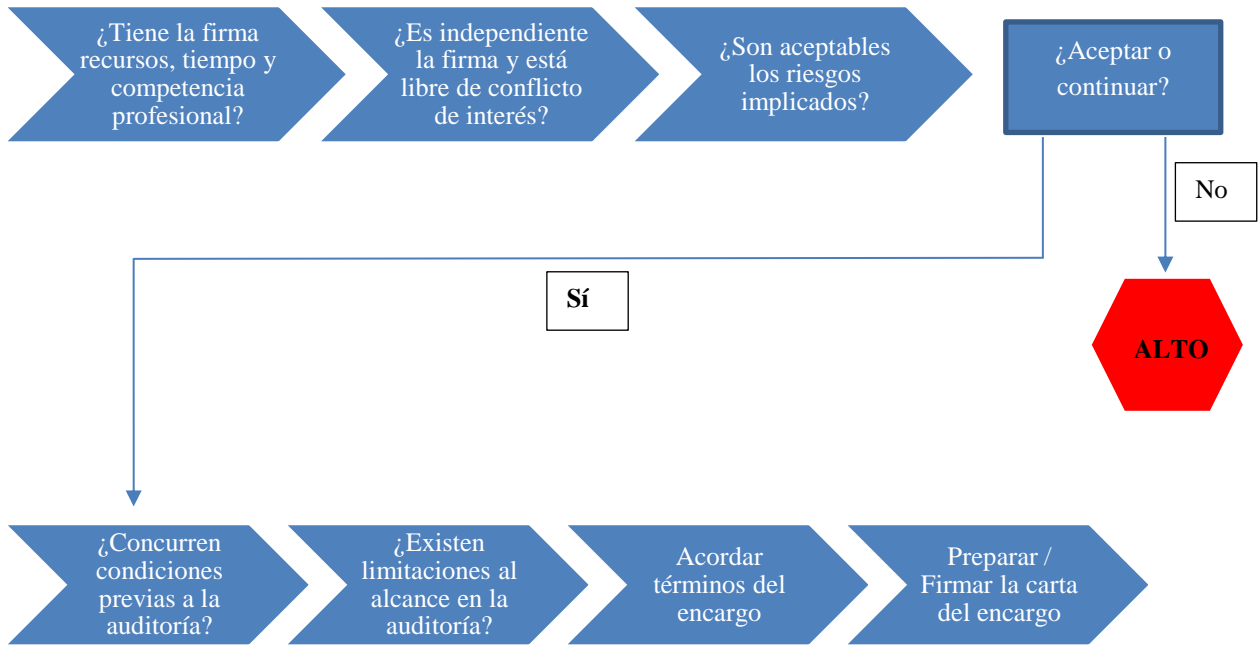 ¿Tiene la firma
recursos, tiempo y
competencia
profesional?
¿Es independiente
la firma y está
libre de conflicto
de interés?
¿Son aceptables
los riesgos
implicados?
¿Aceptar o
continuar?
No
Sí
ALTO
¿Concurren
condiciones
previas a la
auditoría?
¿Existen
limitaciones al
alcance en la
auditoría?
Acordar
términos del
encargo
Preparar /
Firmar la carta
del encargo